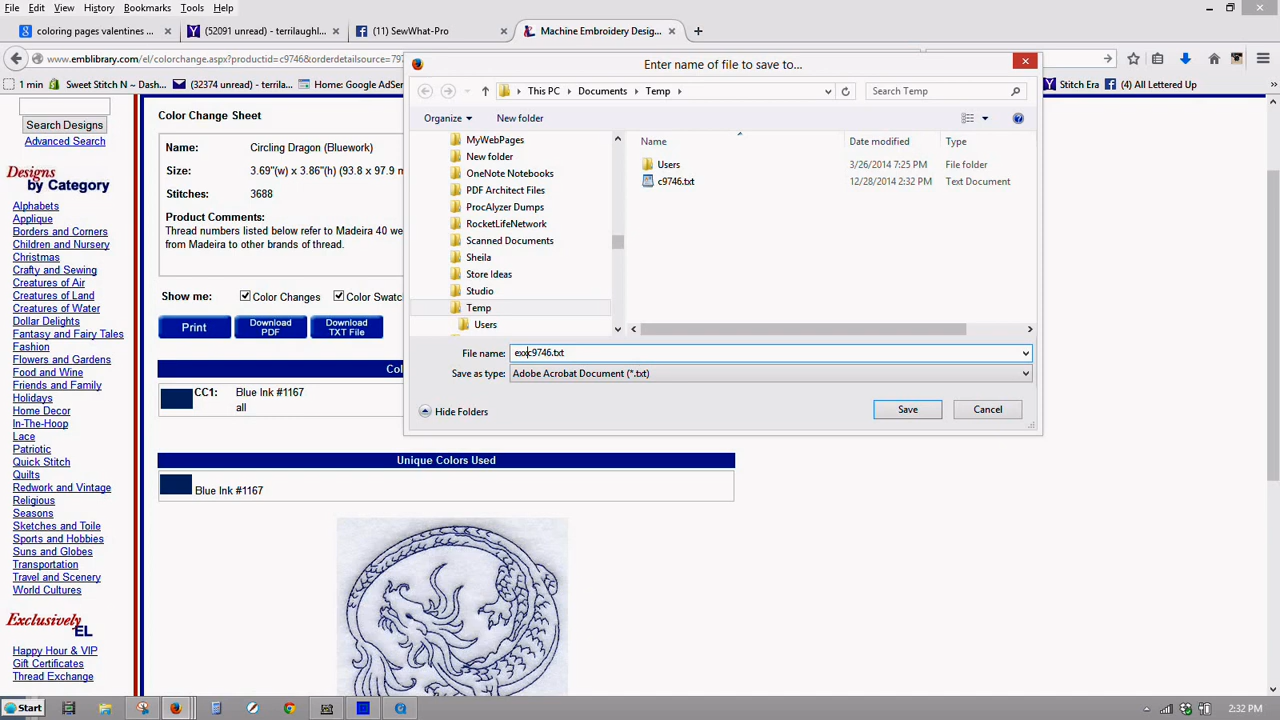 File Edit View History Bookmarks Tools Help
coloring pages valentines ... × (52091 unread) - terrilaughl... × (11) SewWhat-Pro × Machine Embroidery Desig... × +
www.emblibrary.com/el/colorchange.aspx?productid=c9746&orderdetailsource=797
1 min Sweet Stitch N ~ Dash... (32374 unread) - terrilaughl... Home: Google AdSer Stitch Era (4) All Lettered Up
Search Designs
Advanced Search
Designs
by Category
Alphabets
Applique
Borders and Corners
Children and Nursery
Christmas
Crafty and Sewing
Creatures of Air
Creatures of Land
Creatures of Water
Dollar Delights
Fantasy and Fairy Tales
Fashion
Flowers and Gardens
Food and Wine
Fast and Feminine
Holidays
Home Decor
In-The-Hoop
Lace
Patriotic
Quick Stitch
Quilts
Redwork and Vintage
Religious
Seasons
Sketches and Toile
Sports and Hobbies
Suns and Globes
Transportation
Travel and Scenery
World Cultures
Exclusively
EL
Happy Hour & VIP
Gift Certificates
Thread Exchange
Color Change Sheet
Name: Circling Dragon (Bluework)
Size: 3.69"(w) x 3.86"(h) (93.8 x 97.9 m
Stitches: 3688
Product Comments:
Thread numbers listed below refer to Madeira 40 we
from Madeira to other brands of thread.
Show me: Color Changes Color Swatc
Print
Download
PDF
Download
TXT File
Col
CC1: Blue Ink #1167
all
Unique Colors Used
Blue Ink #1167
Enter name of file to save to...
This PC Documents Temp Search Temp
Organize New folder
MyWebPages
New folder
OneNote Notebooks
PDF Architect Files
ProcAlyzer Dumps
RocketLifeNetwork
Scanned Documents
Sheila
Store Ideas
Studio
Temp
Users
Name Date modified Type
Users 3/26/2014 7:25 PM File folder
c9746.txt 12/28/2014 2:32 PM Text Document
File name: exxc9746.txt
Save as type: Adobe Acrobat Document (*.txt)
Hide Folders Save Cancel
Start 2:32 PM